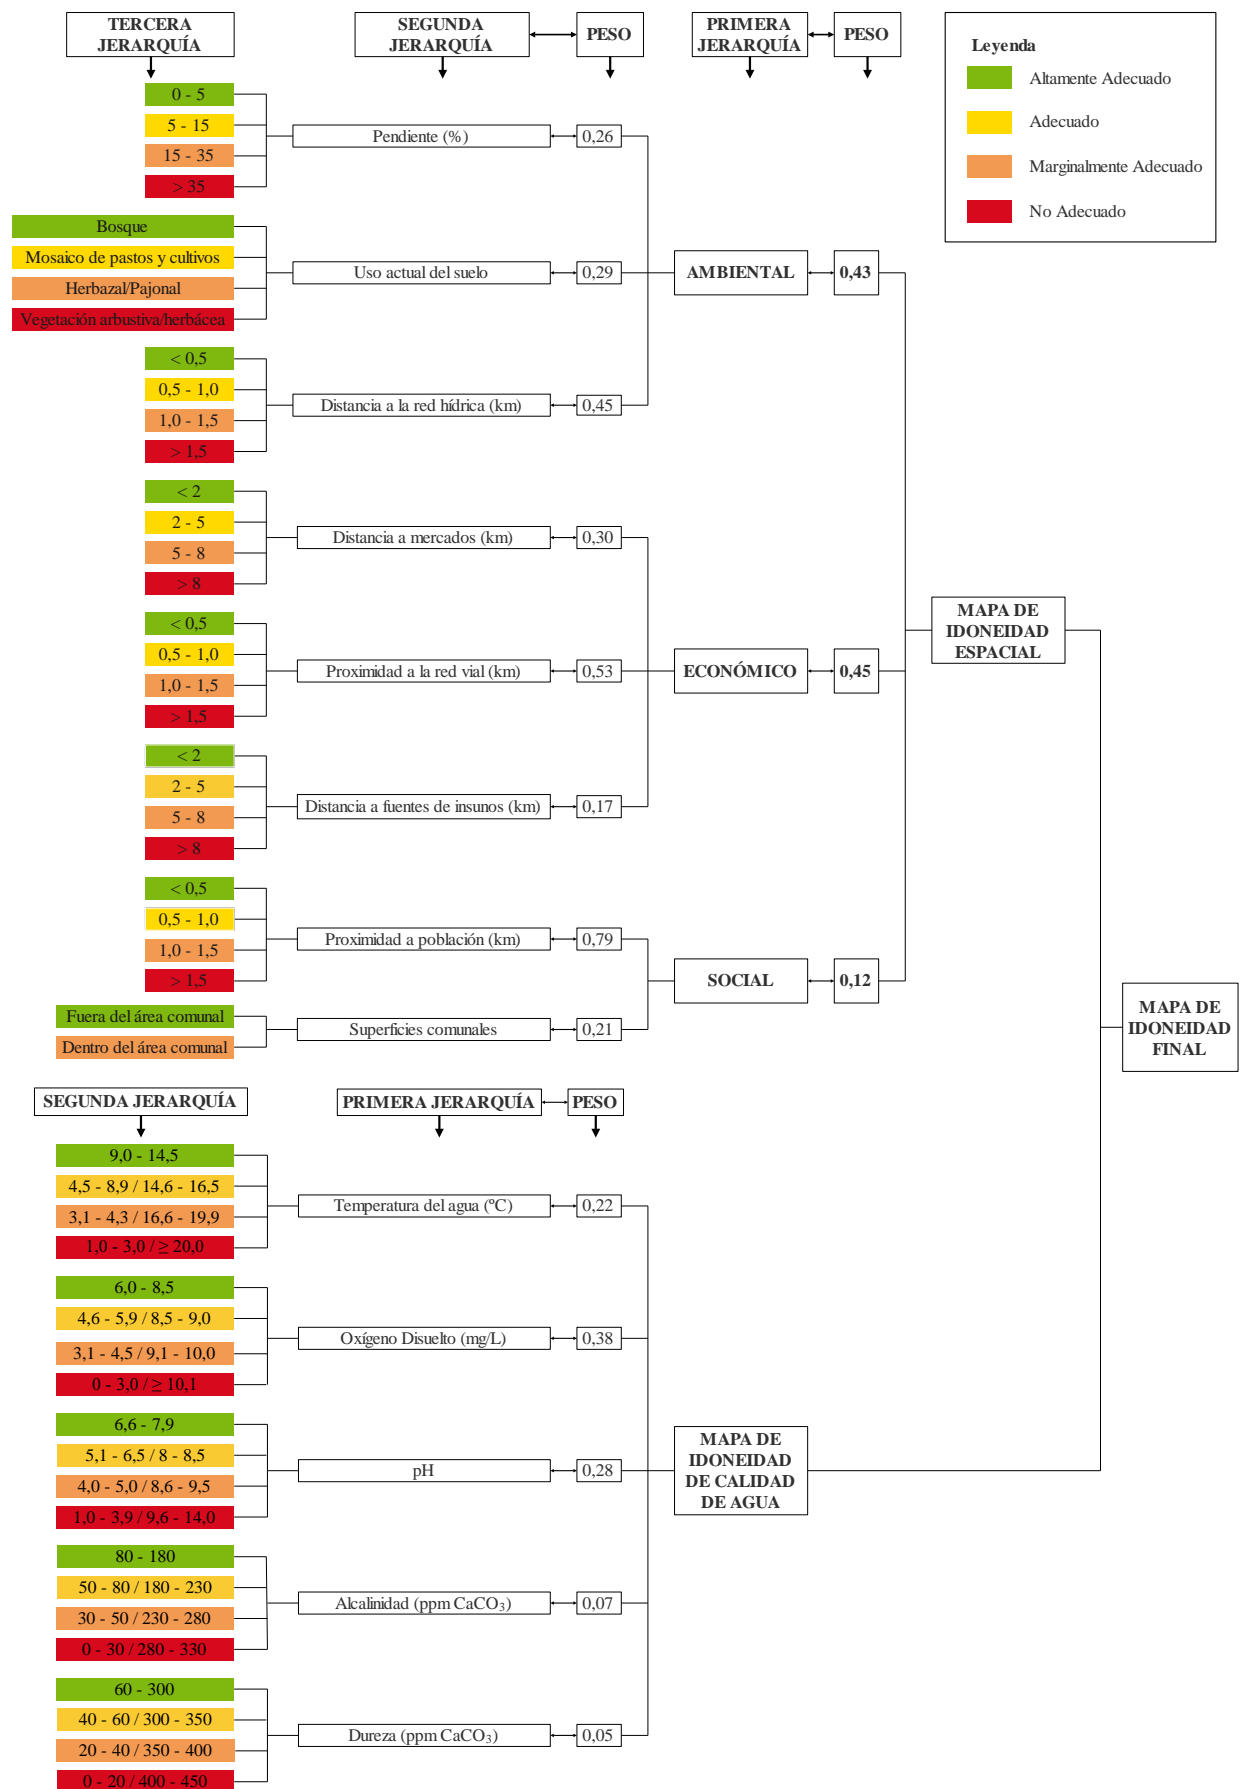 TERCERA
JERARQUÍA
SEGUNDA
JERARQUÍA
PESO
PRIMERA
JERARQUÍA
PESO
Leyenda
Altamente Adecuado
Adecuado
Marginalmente Adecuado
No Adecuado
0 - 5
5 - 15
15 - 35
> 35
Pendiente (%)
0,26
Bosque
Mosaico de pastos y cultivos
Herbazal/Pajonal
Vegetación arbustiva/herbácea
Uso actual del suelo
0,29
AMBIENTAL
0,43
< 0,5
0,5 - 1,0
1,0 - 1,5
> 1,5
Distancia a la red hídrica (km)
0,45
< 2
2 - 5
5 - 8
> 8
Distancia a mercados (km)
0,30
< 0,5
0,5 - 1,0
1,0 - 1,5
> 1,5
Proximidad a la red vial (km)
0,53
ECONÓMICO
0,45
MAPA DE
IDONEIDAD
ESPACIAL
< 2
2 - 5
5 - 8
> 8
Distancia a fuentes de insunos (km)
0,17
< 0,5
0,5 - 1,0
1,0 - 1,5
> 1,5
Proximidad a población (km)
0,79
SOCIAL
0,12
Fuera del área comunal
Dentro del área comunal
Superficies comunales
0,21
MAPA DE
IDONEIDAD
FINAL
SEGUNDA JERARQUÍA
PRIMERA JERARQUÍA
PESO
9,0 - 14,5
4,5 - 8,9 / 14,6 - 16,5
3,1 - 4,3 / 16,6 - 19,9
1,0 - 3,0 / ≥ 20,0
Temperatura del agua (ºC)
0,22
6,0 - 8,5
4,6 - 5,9 / 8,5 - 9,0
3,1 - 4,5 / 9,1 - 10,0
0 - 3,0 / ≥ 10,1
Oxígeno Disuelto (mg/L)
0,38
6,6 - 7,9
5,1 - 6,5 / 8 - 8,5
4,0 - 5,0 / 8,6 - 9,5
1,0 - 3,9 / 9,6 - 14,0
pH
0,28
MAPA DE
IDONEIDAD
DE CALIDAD
DE AGUA
80 - 180
50 - 80 / 180 - 230
30 - 50 / 230 - 280
0 - 30 / 280 - 330
Alcalinidad (ppm CaCO₃)
0,07
60 - 300
40 - 60 / 300 - 350
20 - 40 / 350 - 400
0 - 20 / 400 - 450
Dureza (ppm CaCO₃)
0,05